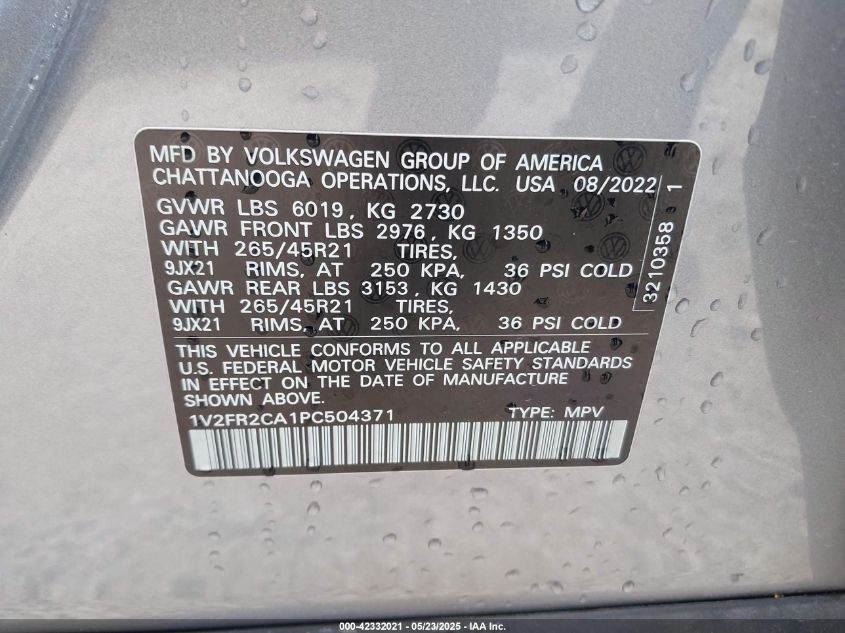 MFD BY VOLKSWAGEN GROUP OF AMERICA
CHATTANOOGA OPERATIONS, LLC. USA 08/2022
GVWR LBS 6019, KG 2730
GAWR FRONT LBS 2976, KG 1350
WITH 265/45R21 TIRES,
9JX21 RIMS, AT 250 KPA, 36 PSI COLD
GAWR REAR LBS 3153, KG 1430
WITH 265/45R21 TIRES,
9JX21 RIMS, AT 250 KPA, 36 PSI COLD
3210358 1
THIS VEHICLE CONFORMS TO ALL APPLICABLE
U.S. FEDERAL MOTOR VEHICLE SAFETY STANDARDS
IN EFFECT ON THE DATE OF MANUFACTURE
SHOWN ABOVE
1V2FR2CA1PC504371 TYPE: MPV
000-42332021 - 05/23/2025 - IAA Inc.